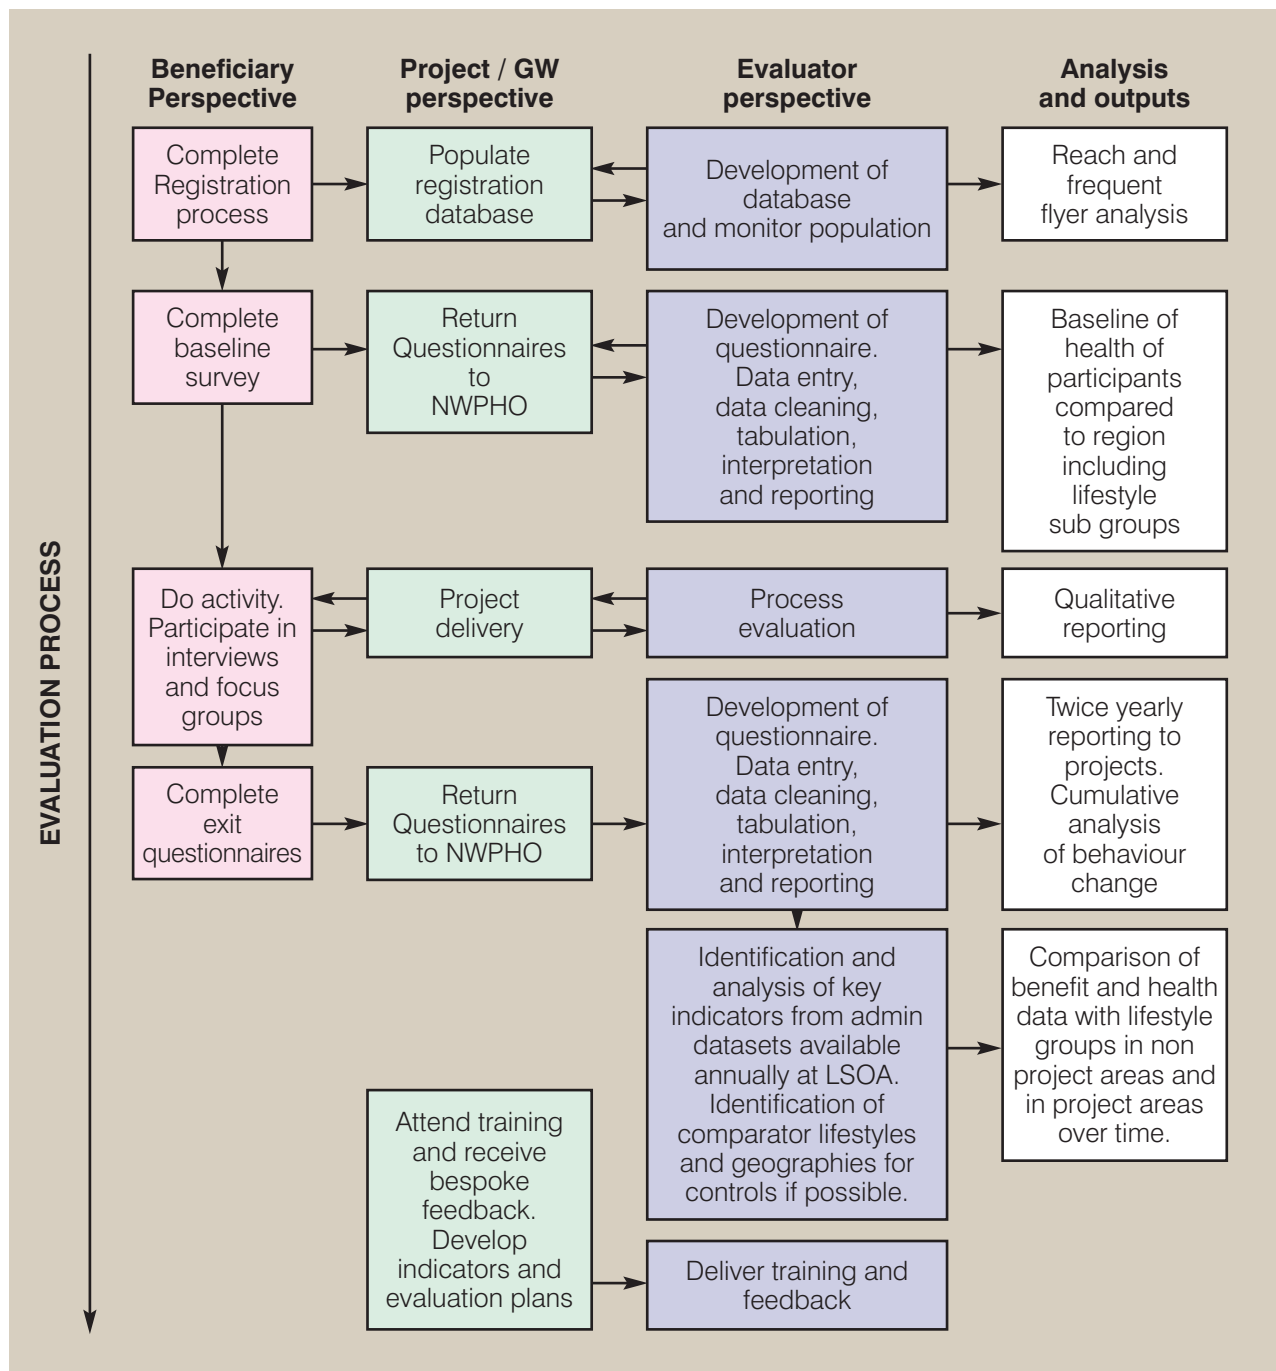 Beneficiary
Perspective
Project / GW
perspective
Evaluator
perspective
Analysis
and outputs
EVALUATION PROCESS
Complete
Registration
process
Populate
registration
database
Development of
database
and monitor population
Reach and
frequent
flyer analysis
Complete
baseline
survey
Return
Questionnaires
to
NWPHO
Development of
questionnaire.
Data entry,
data cleaning,
tabulation,
interpretation
and reporting
Baseline of
health of
participants
compared
to region
including
lifestyle
sub groups
Do activity.
Participate in
interviews
and focus
groups
Project
delivery
Process
evaluation
Qualitative
reporting
Complete
exit
questionnaires
Return
Questionnaires
to NWPHO
Development of
questionnaire.
Data entry,
data cleaning,
tabulation,
interpretation
and reporting
Twice yearly
reporting to
projects.
Cumulative
analysis
of behaviour
change
Identification and
analysis of key
indicators from admin
datasets available
annually at LSOA.
Identification of
comparator lifestyles
and geographies for
controls if possible.
Comparison of
benefit and health
data with lifestyle
groups in non
project areas and
in project areas
over time.
Attend training
and receive
bespoke
feedback.
Develop
indicators and
evaluation plans
Deliver training and
feedback